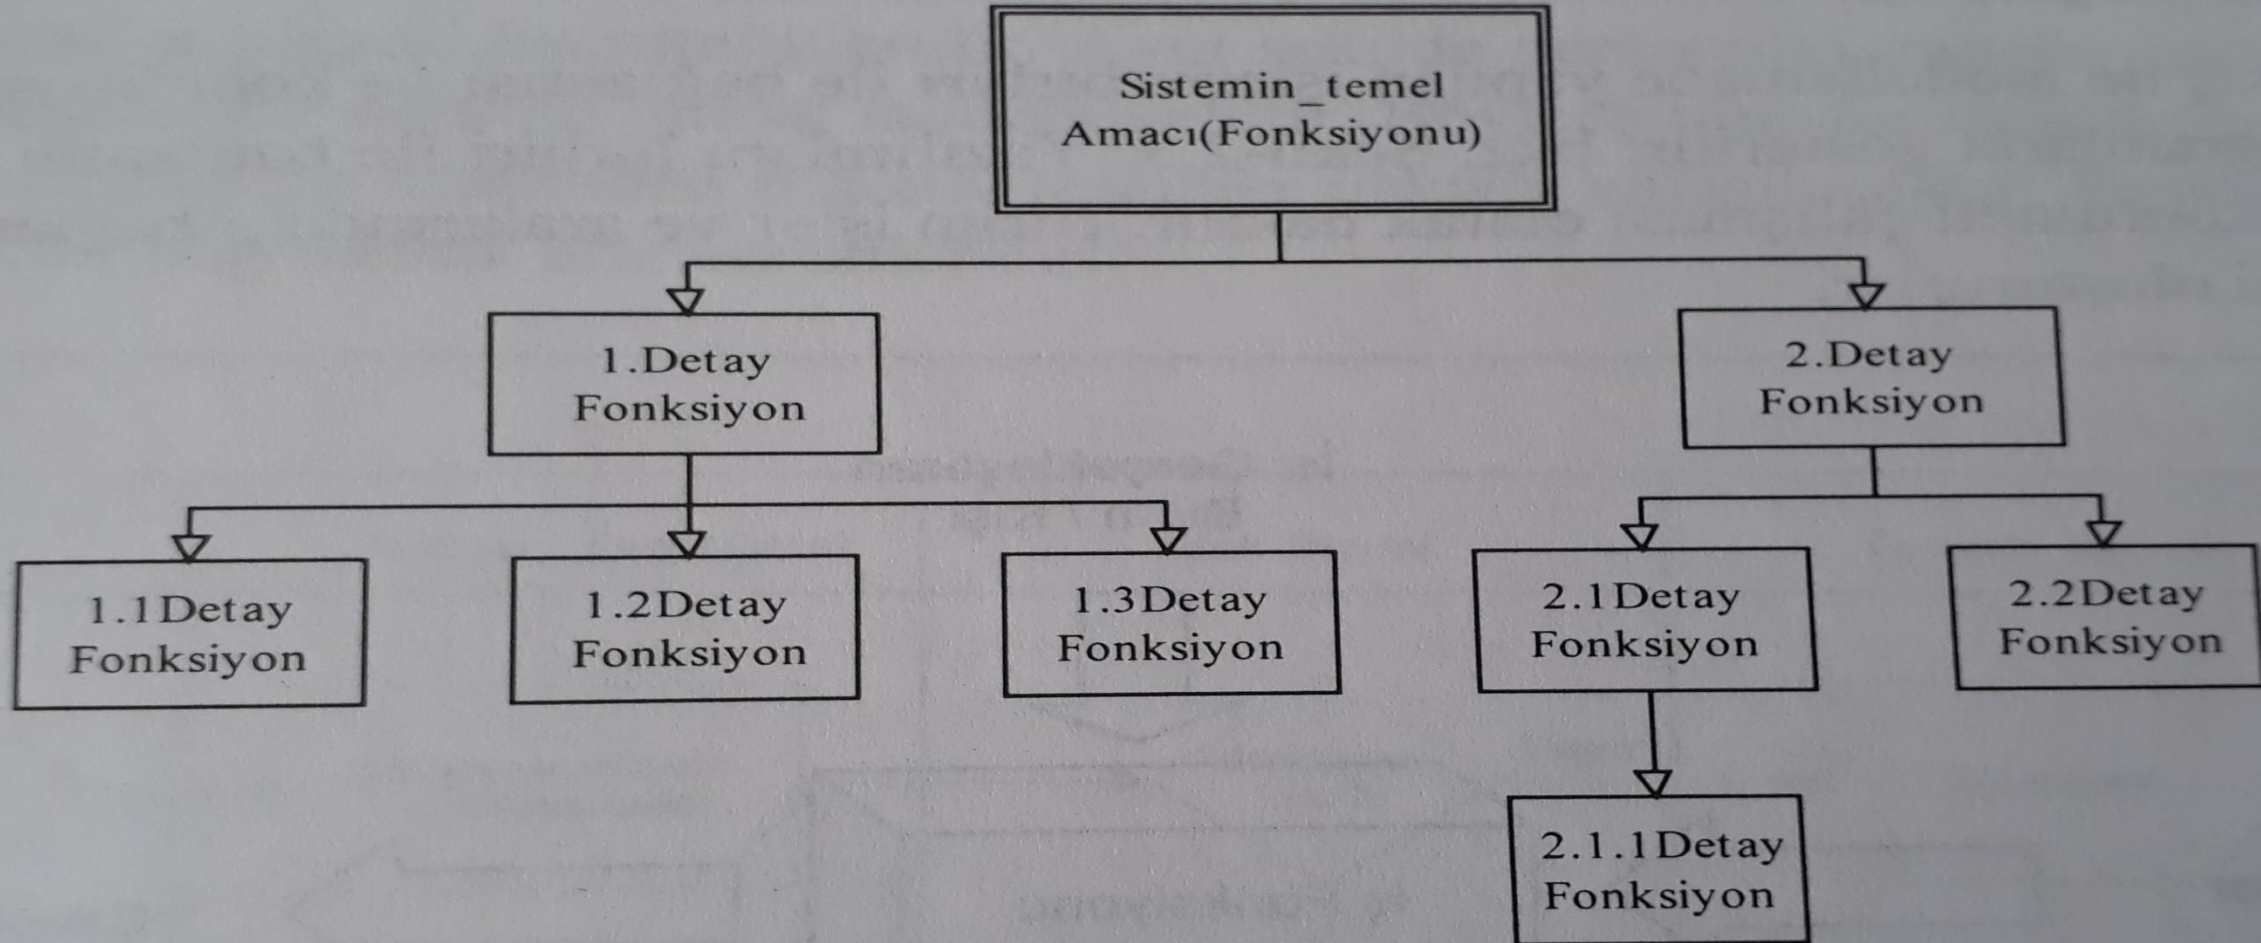 Sistemin_temel
Amacı(Fonksiyonu)
1.Detay
Fonksiyon
2.Detay
Fonksiyon
1.1Detay
Fonksiyon
1.2Detay
Fonksiyon
1.3Detay
Fonksiyon
2.1Detay
Fonksiyon
2.2Detay
Fonksiyon
2.1.1Detay
Fonksiyon